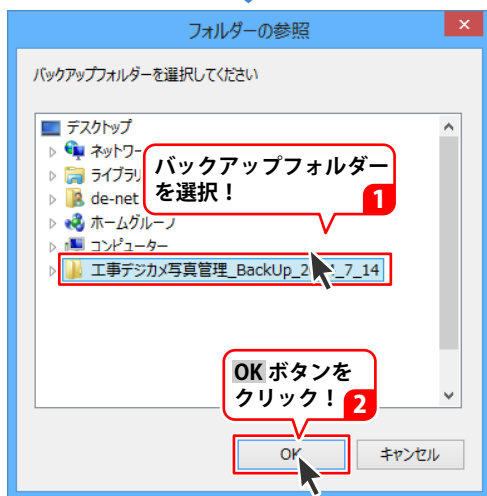 フォルダーの参照
バックアップフォルダーを選択してください
デスクトップ
ネットワー
ライブラリ
de-net
ホームグループ
コンピューター
工事デジカメ写真管理_BackUp_2 4_7_14
バックアップフォルダー
を選択！
1
OK ボタンを
クリック！
2
OK
キャンセル